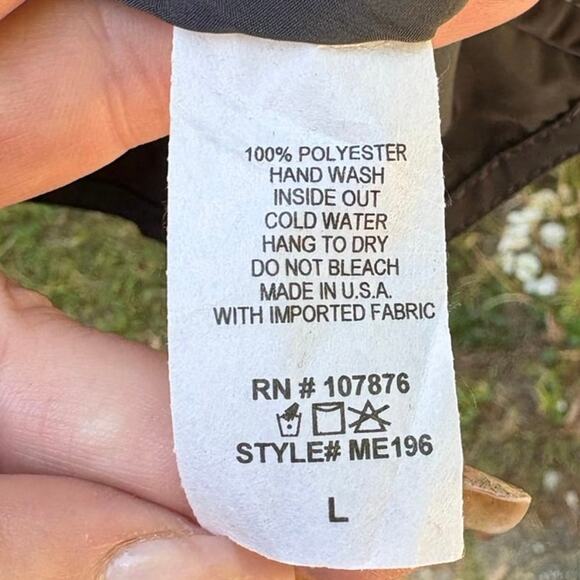 100% POLYESTER
HAND WASH
INSIDE OUT
COLD WATER
HANG TO DRY
DO NOT BLEACH
MADE IN U.S.A.
WITH IMPORTED FABRIC
RN # 107876
STYLE# ME196
L